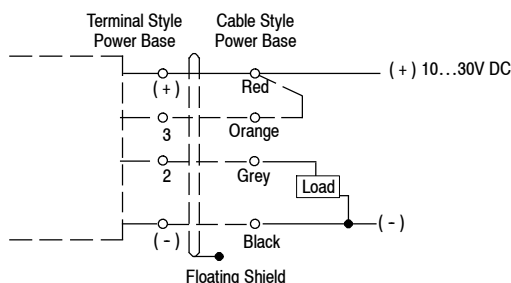 Terminal Style
Power Base
Cable Style
Power Base
(+)
Red
(+) 10...30V DC
3
Orange
2
Grey
Load
(-)
Black
(-)
Floating Shield